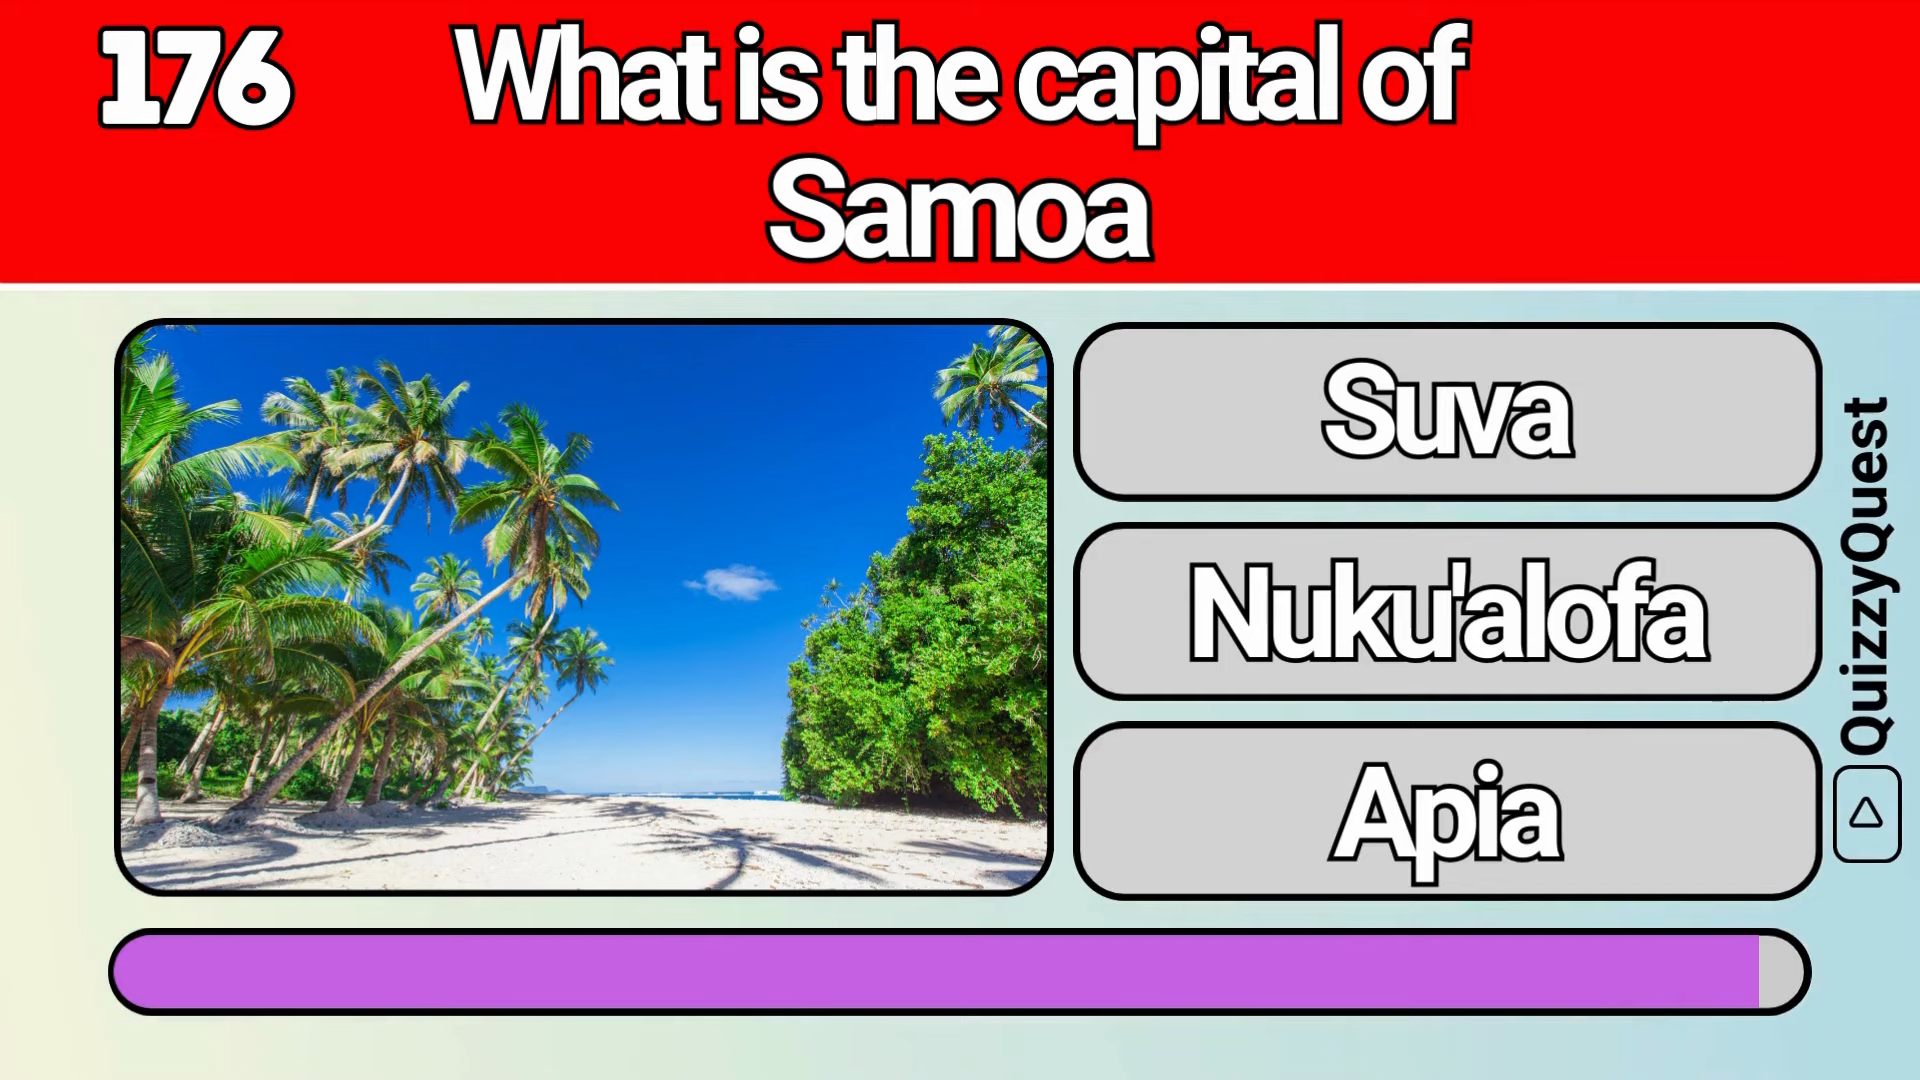 176
What is the capital of
Samoa
Suva
Nuku'alofa
Apia
QuizzyQuest